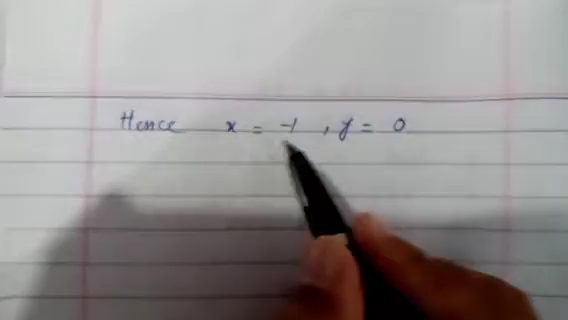 Hence x = -1 , y = 0